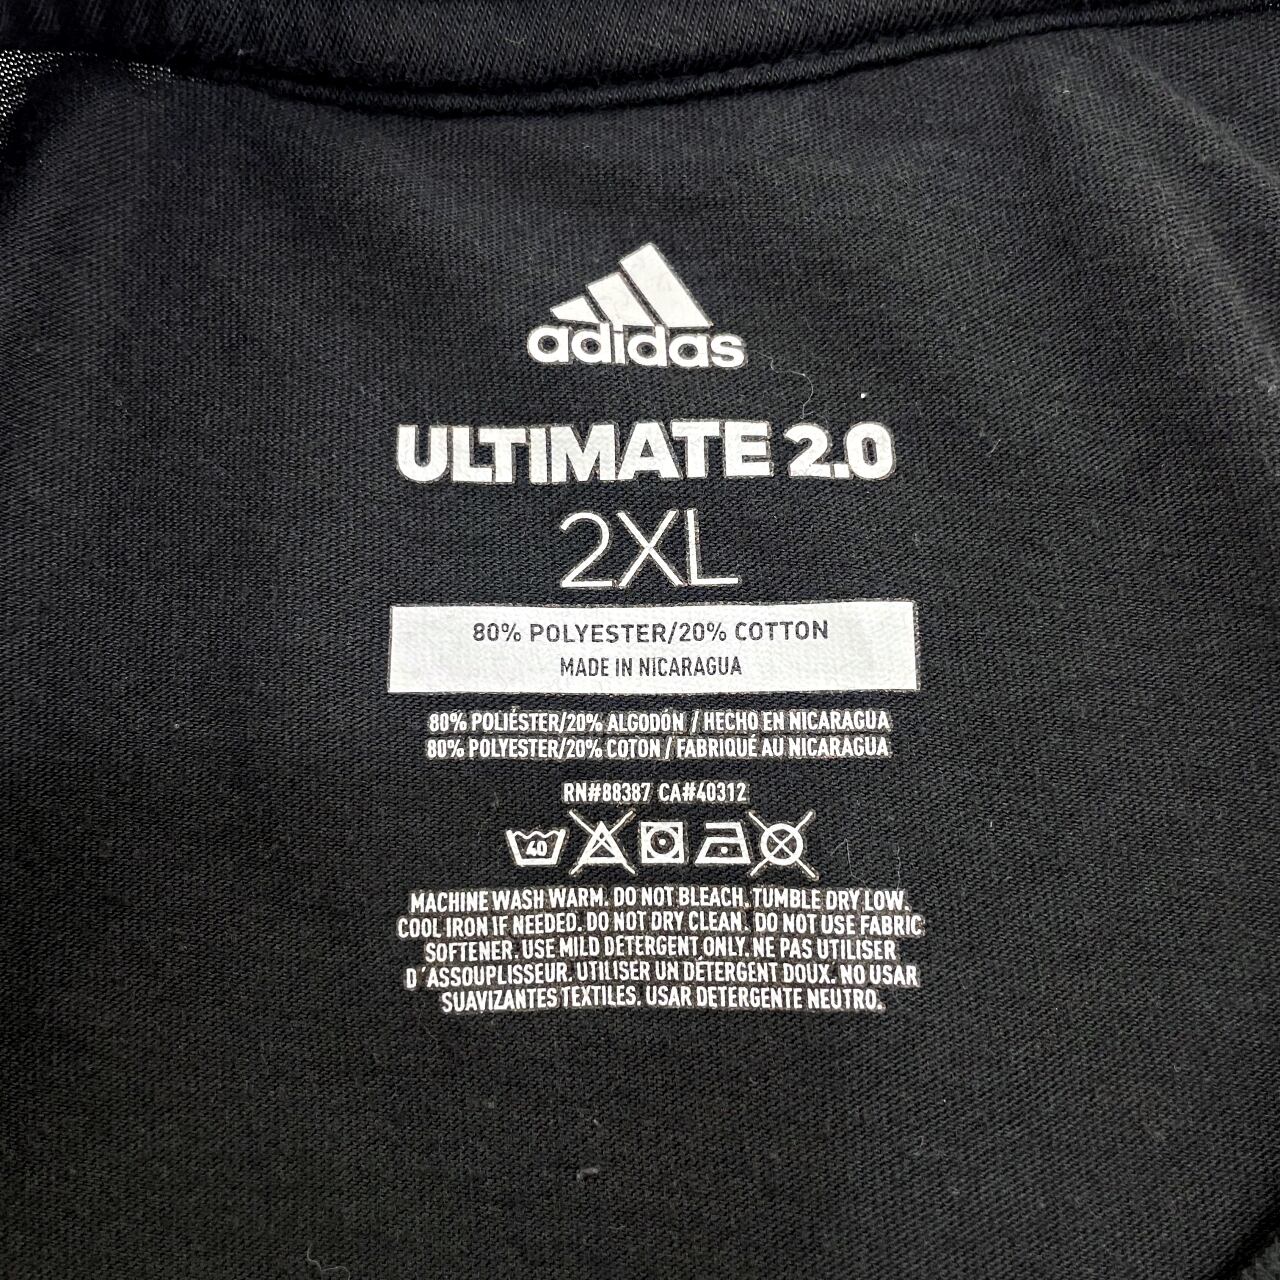 adidas
ULTIMATE 2.0
2XL
80% POLYESTER/20% COTTON
MADE IN NICARAGUA
80% POLIÉSTER/20% ALGODÓN / HECHO EN NICARAGUA
80% POLYESTER/20% COTON / FABRIQUÉ AU NICARAGUA
RN#88387 CA#40312
40
MACHINE WASH WARM. DO NOT BLEACH. TUMBLE DRY LOW.
COOL IRON IF NEEDED. DO NOT DRY CLEAN. DO NOT USE FABRIC
SOFTENER. USE MILD DETERGENT ONLY. NE PAS UTILISER
D'ASSOUPLISSEUR. UTILISER UN DÉTERGENT DOUX. NO USAR
SUAVIZANTES TEXTILES. USAR DETERGENTE NEUTRO.